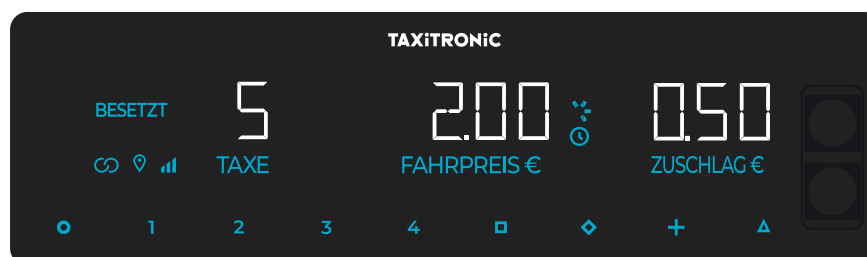 TAXiTRONiC
BESETZT 5 2.00 0.50
TAXE FAHRPREIS € ZUSCHLAG €
1 2 3 4